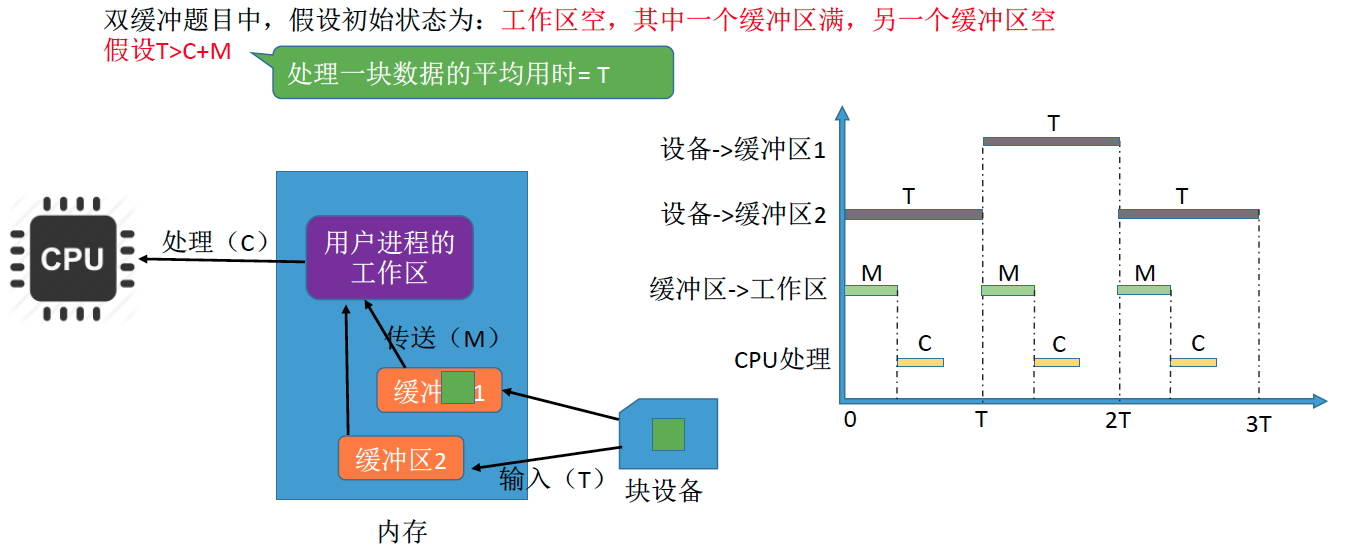 双缓冲题目中，假设初始状态为：工作区空，其中一个缓冲区满，另一个缓冲区空
假设T>C+M
处理一块数据的平均用时= T
CPU
处理（C）
用户进程的
工作区
传送（M）
缓冲
1
缓冲区2
输入（T）
块设备
内存
T
设备->缓冲区1
T
T
设备->缓冲区2
M
M
M
缓冲区->工作区
C
C
C
CPU处理
0
T
2T
3T